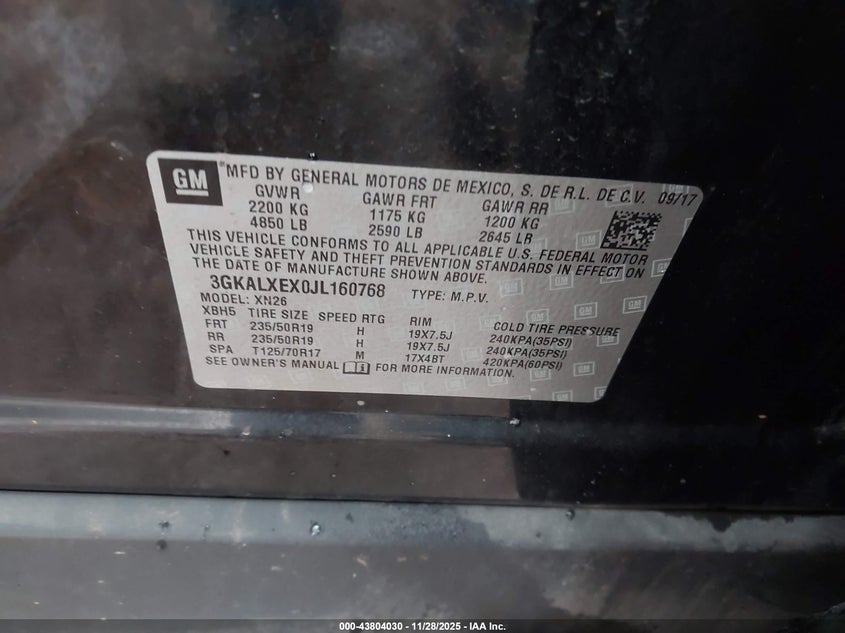 GM
®MFD BY GENERAL MOTORS DE MEXICO, S. DE R.L. DE C.V. 09/17
GVWR GAWR FRT GAWR RR
2200 KG 1175 KG 1200 KG
4850 LB 2590 LB 2645 LB
THIS VEHICLE CONFORMS TO ALL APPLICABLE U.S. FEDERAL MOTOR
VEHICLE SAFETY AND THEFT PREVENTION STANDARDS IN EFFECT ON
THE DATE OF MANUFACTURE SHOWN ABOVE.
3GKALXEX0JL160768 TYPE: M.P.V.
MODEL: XN26
XBH5 TIRE SIZE SPEED RTG RIM COLD TIRE PRESSURE
FRT 235/50R19 H 19X7.5J 240KPA(35PSI)
RR 235/50R19 H 19X7.5J 240KPA(35PSI)
SPA T125/70R17 M 17X4BT 420KPA(60PSI)
SEE OWNER'S MANUAL FOR MORE INFORMATION.
000-43804030 - 11/28/2025 - IAA Inc.